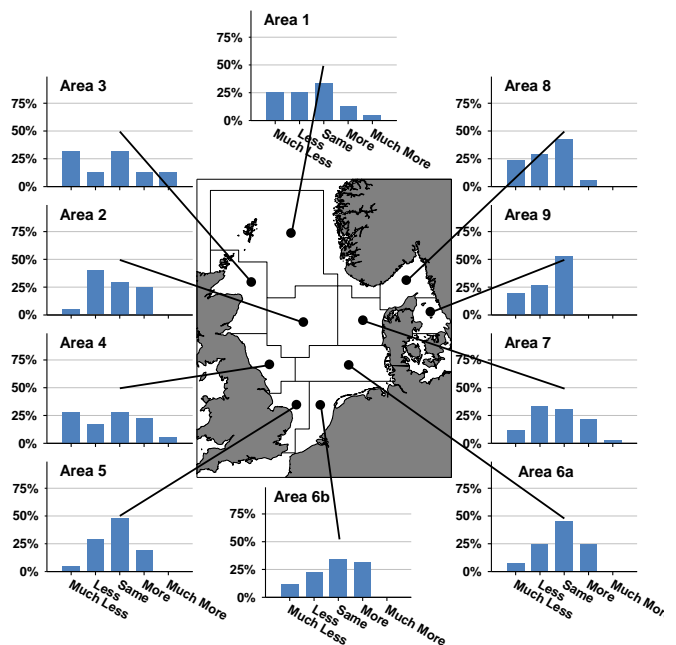 Area 1
75%
50%
25%
0%
Much Less
Less
Same
More
Much More
Area 3
75%
50%
25%
0%
Area 8
75%
50%
25%
0%
Area 2
75%
50%
25%
0%
Area 9
75%
50%
25%
0%
Area 4
75%
50%
25%
0%
Area 7
75%
50%
25%
0%
Area 5
75%
50%
25%
0%
Much Less
Less
Same
More
Much More
Area 6b
75%
50%
25%
0%
Much Less
Less
Same
More
Much More
Area 6a
75%
50%
25%
0%
Much Less
Less
Same
More
Much Mor